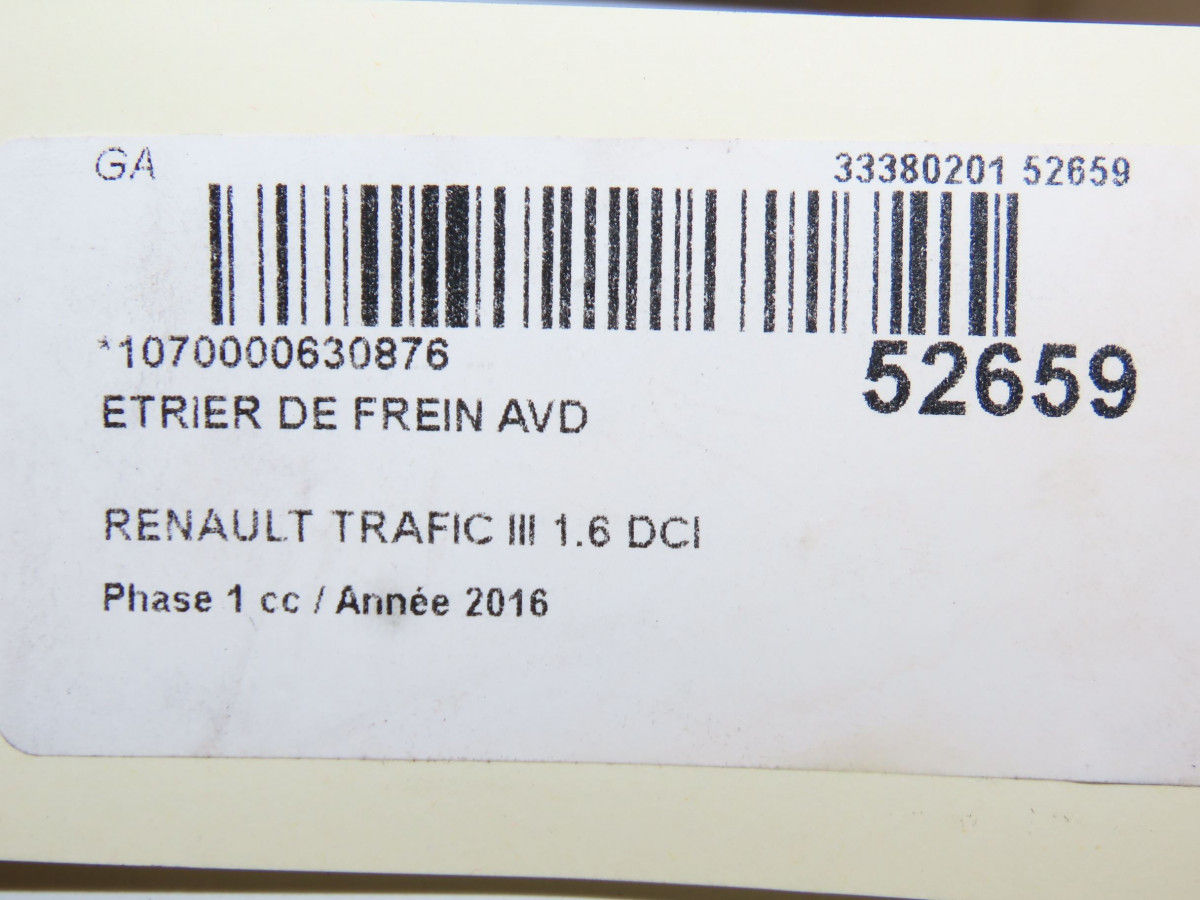 GA 33380201 52659
*1070000630876
52659
ETRIER DE FREIN AVD
RENAULT TRAFIC III 1.6 DCI
Phase 1 cc / Année 2016